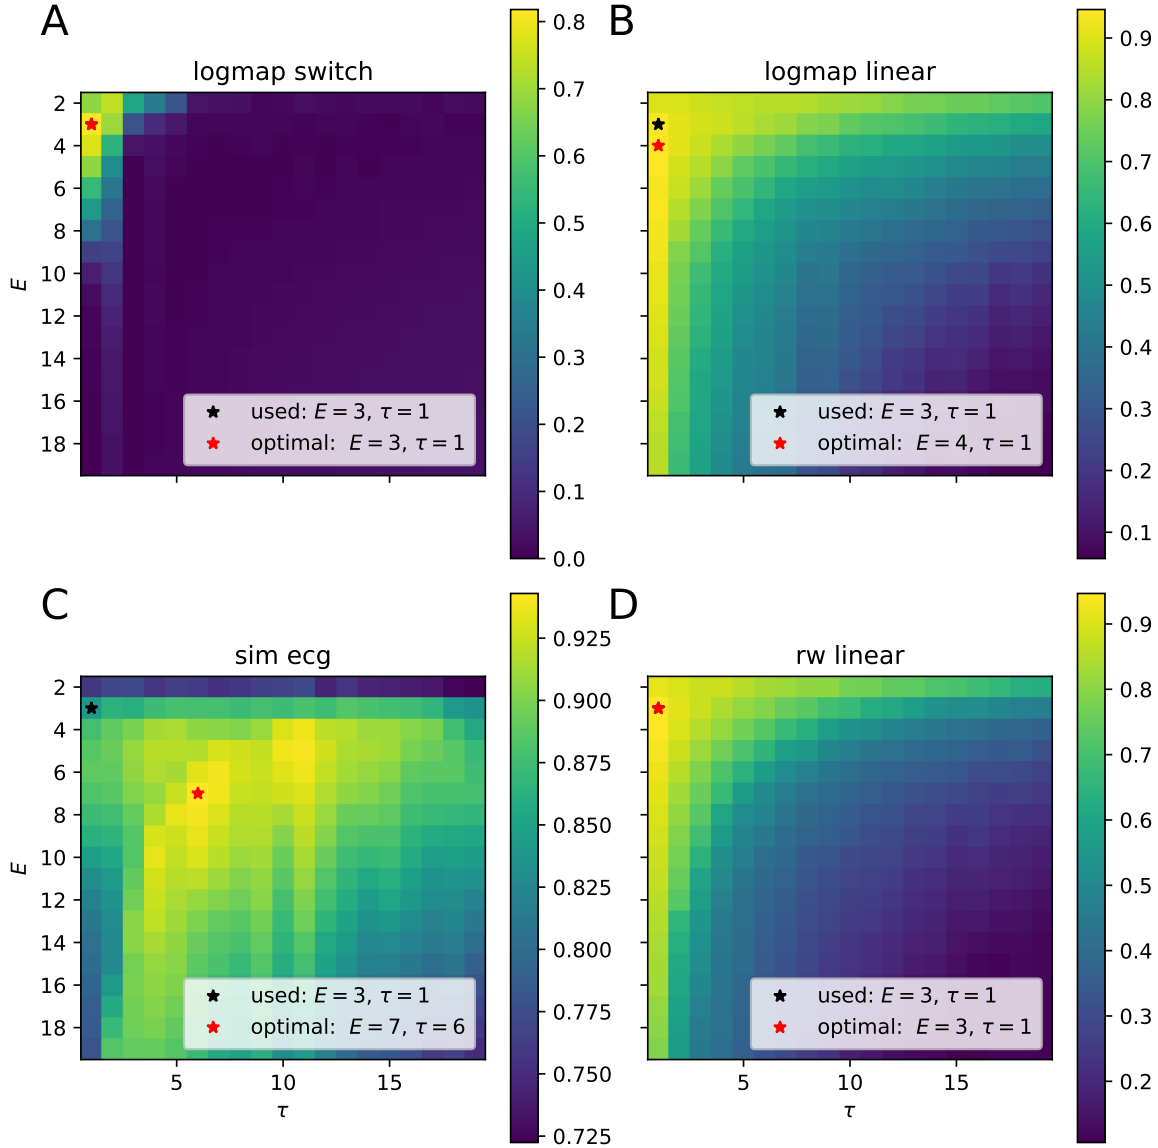 A
logmap switch
2
4
6
8
10
12
14
16
18
E
used: E = 3, τ = 1
optimal: E = 3, τ = 1
0.8
0.7
0.6
0.5
0.4
0.3
0.2
0.1
0.0
B
logmap linear
used: E = 3, τ = 1
optimal: E = 4, τ = 1
0.9
0.8
0.7
0.6
0.5
0.4
0.3
0.2
0.1
C
sim ecg
2
4
6
8
10
12
14
16
18
E
used: E = 3, τ = 1
optimal: E = 7, τ = 6
5 10 15
τ
0.925
0.900
0.875
0.850
0.825
0.800
0.775
0.750
0.725
D
rw linear
used: E = 3, τ = 1
optimal: E = 3, τ = 1
5 10 15
τ
0.9
0.8
0.7
0.6
0.5
0.4
0.3
0.2